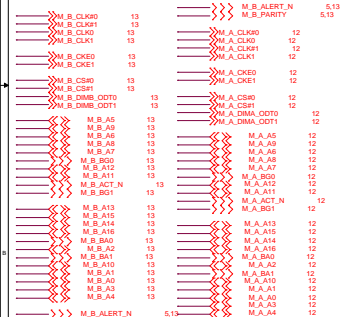 M_B_ALERT_N 5,13
M_B_PARITY 5,13
M_B_CLK#0 13
M_B_CLK#1 13
M_B_CLK0 13
M_B_CLK1 13
M_B_CKE0 13
M_B_CKE1 13
M_B_CS#0 13
M_B_CS#1 13
M_B_DIMB_ODT0 13
M_B_DIMB_ODT1 13
M_B_A5 13
M_B_A9 13
M_B_A6 13
M_B_A8 13
M_B_A7 13
M_B_BG0 13
M_B_A12 13
M_B_A11 13
M_B_ACT_N 13
M_B_BG1 13
M_B_A13 13
M_B_A15 13
M_B_A14 13
M_B_A16 13
M_B_BA0 13
M_B_A2 13
M_B_BA1 13
M_B_A10 13
M_B_A1 13
M_B_A0 13
M_B_A3 13
M_B_A4 13
M_B_ALERT_N 5,13
M_A_CLK#0 12
M_A_CLK0 12
M_A_CLK#1 12
M_A_CLK1 12
M_A_CKE0 12
M_A_CKE1 12
M_A_CS#0 12
M_A_CS#1 12
M_A_DIMA_ODT0 12
M_A_DIMA_ODT1 12
M_A_A5 12
M_A_A9 12
M_A_A6 12
M_A_A8 12
M_A_A7 12
M_A_BG0 12
M_A_A12 12
M_A_A11 12
M_A_ACT_N 12
M_A_BG1 12
M_A_A13 12
M_A_A15 12
M_A_A14 12
M_A_A16 12
M_A_BA0 12
M_A_A2 12
M_A_BA1 12
M_A_A10 12
M_A_A1 12
M_A_A0 12
M_A_A3 12
M_A_A4 12
B